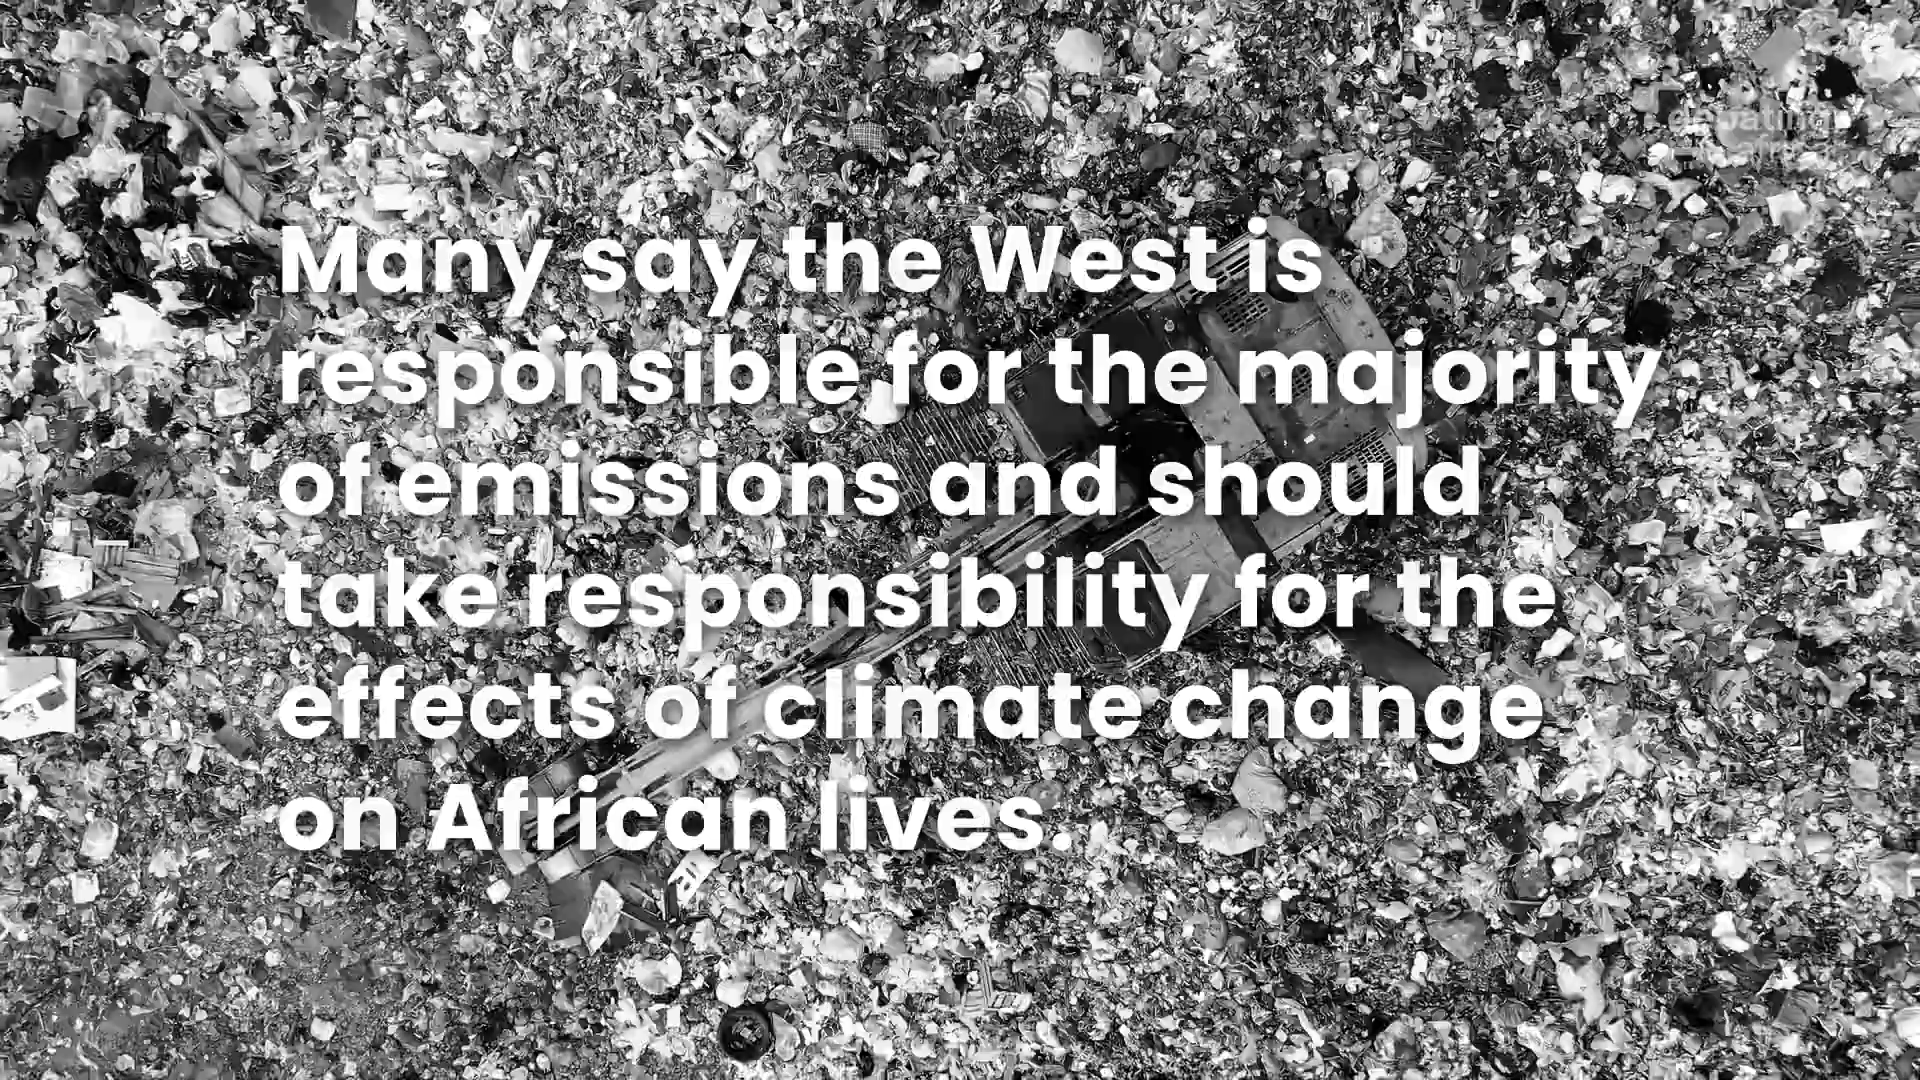 debating
Many say the West is
responsible for the majority
of emissions and should
take responsibility for the
effects of climate change
on African lives.